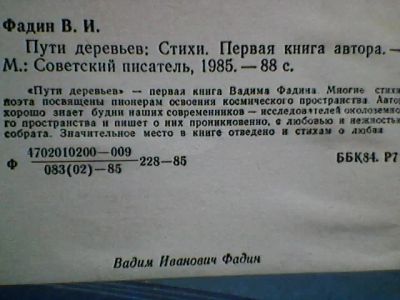 Фадин В. И.
Пути деревьев: Стихи. Первая книга автора.—
М.: Советский писатель, 1985.—88 с.
«Пути деревьев» — первая книга Вадима Фадина. Многие стихи
поэта посвящены пионерам освоения космического пространства. Автор
хорошо знает будни наших современников — исследователей околоземно-
го пространства и пишет о них проникновенно, с любовью и нежностью
собрата. Значительное место в книге отведено и стихам о любви
Ф 4702010200—009 228—85 ББК84. Р7
083(02)—85
Вадим Иванович Фадин